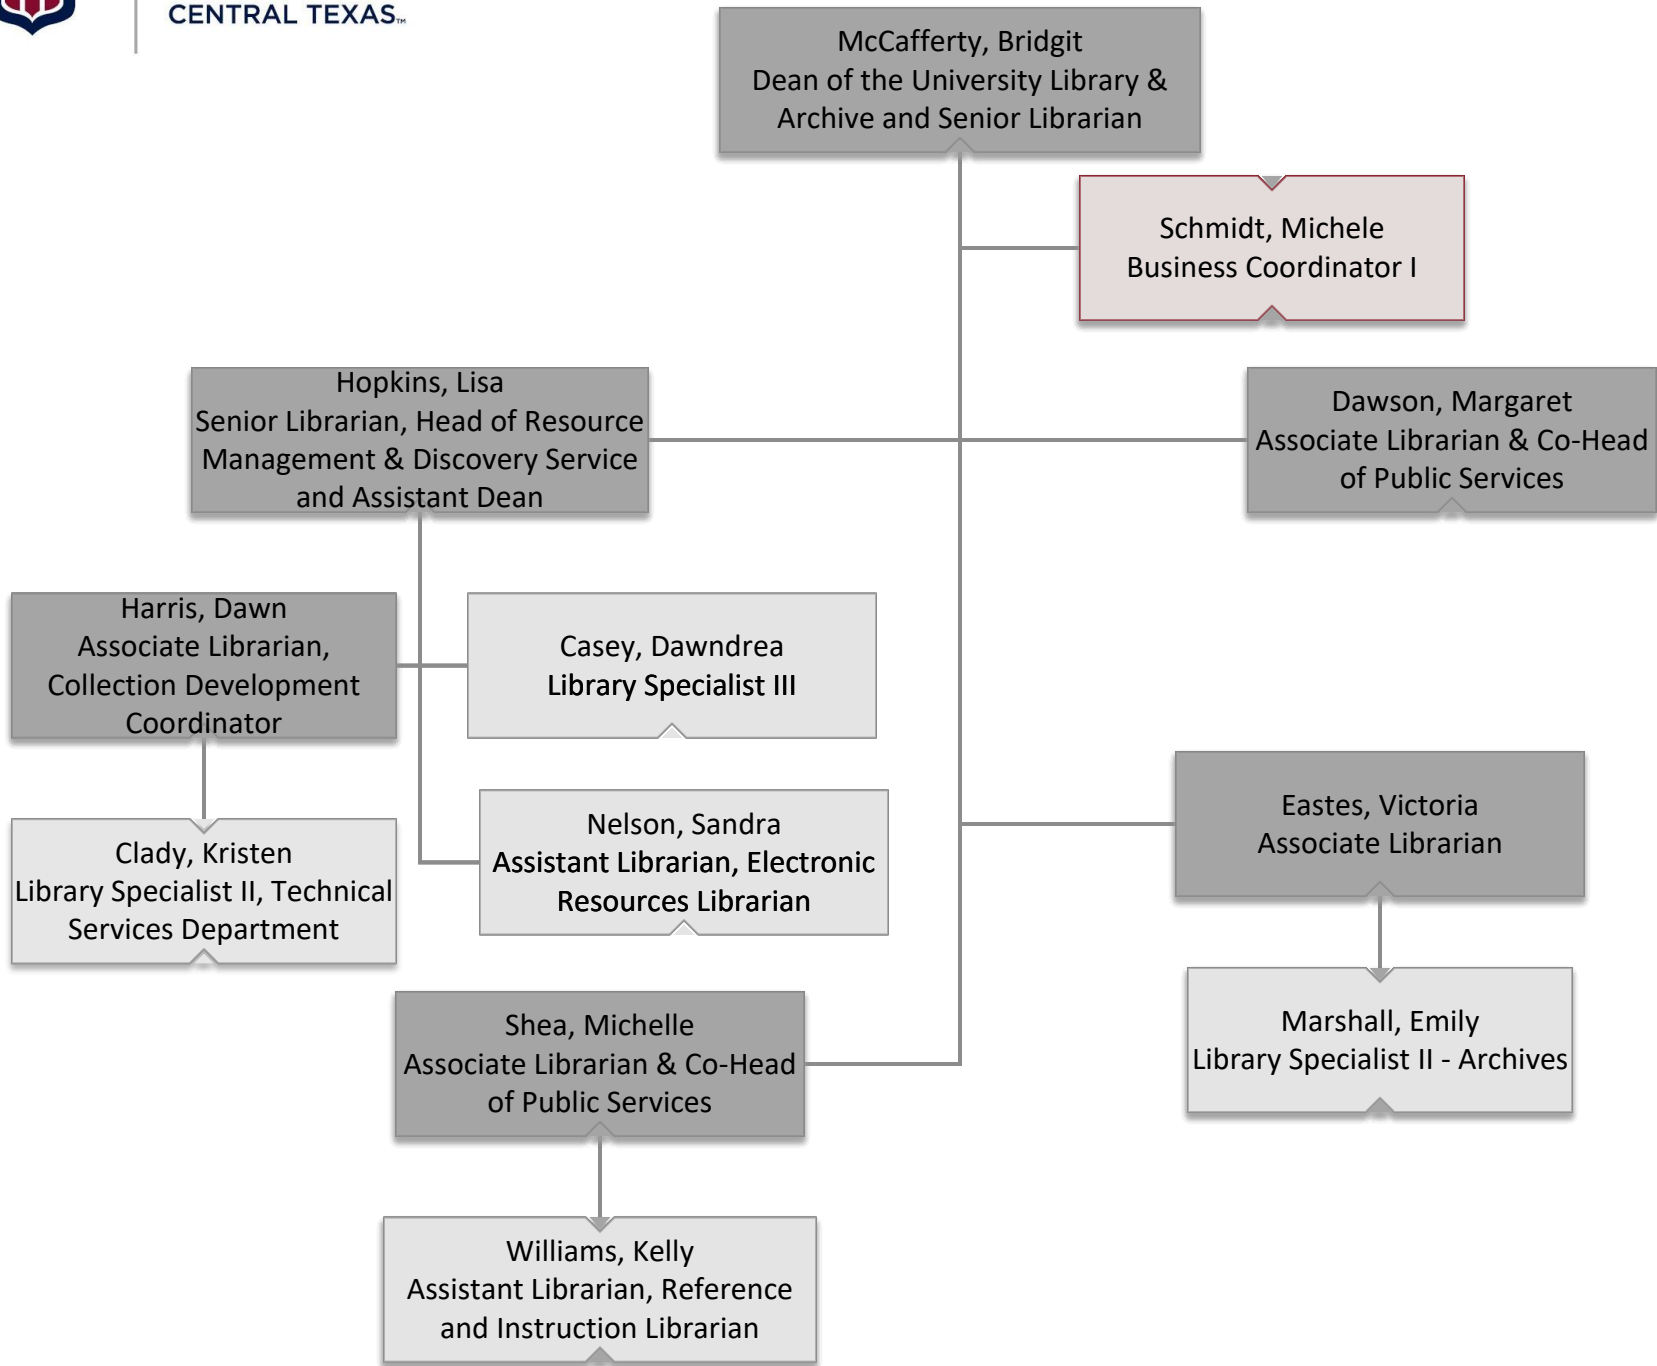 CENTRAL TEXAS™
McCafferty, Bridgit
Dean of the University Library &
Archive and Senior Librarian
Schmidt, Michele
Business Coordinator I
Hopkins, Lisa
Senior Librarian, Head of Resource
Management & Discovery Service
and Assistant Dean
Dawson, Margaret
Associate Librarian & Co-Head
of Public Services
Harris, Dawn
Associate Librarian,
Collection Development
Coordinator
Casey, Dawndrea
Library Specialist III
Nelson, Sandra
Assistant Librarian, Electronic
Resources Librarian
Eastes, Victoria
Associate Librarian
Clady, Kristen
Library Specialist II, Technical
Services Department
Marshall, Emily
Library Specialist II - Archives
Shea, Michelle
Associate Librarian & Co-Head
of Public Services
Williams, Kelly
Assistant Librarian, Reference
and Instruction Librarian